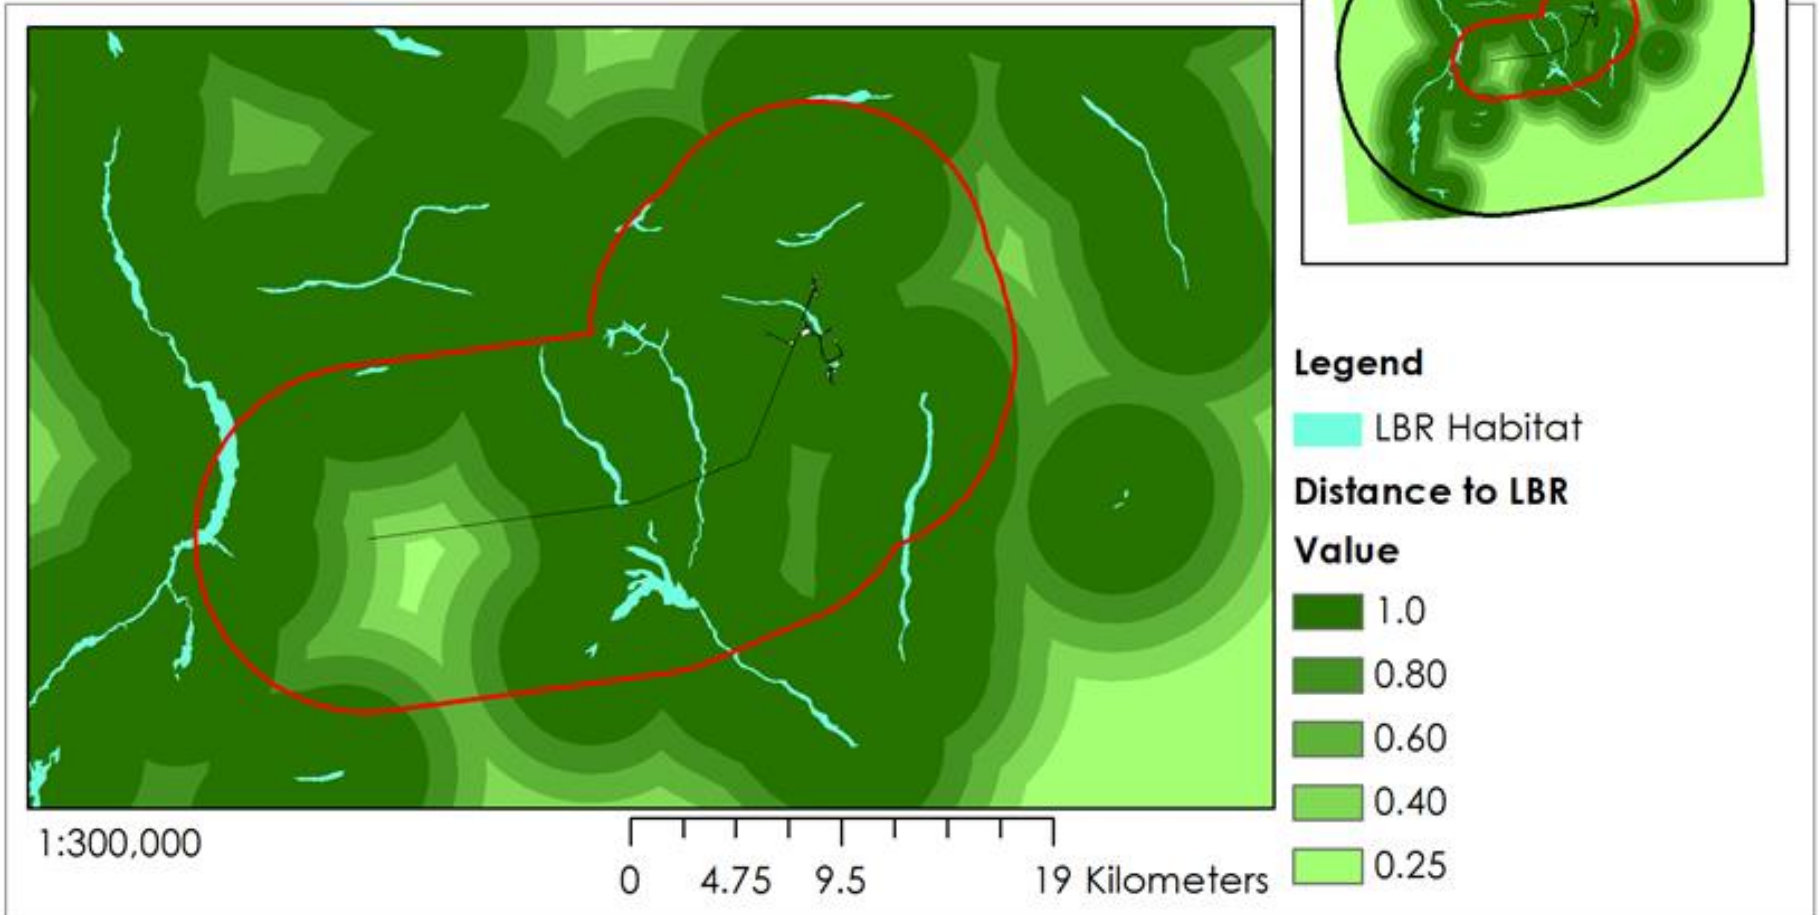 Legend
LBR Habitat
Distance to LBR
Value
1.0
0.80
0.60
0.40
0.25
1:300,000
0 4.75 9.5 19 Kilometers